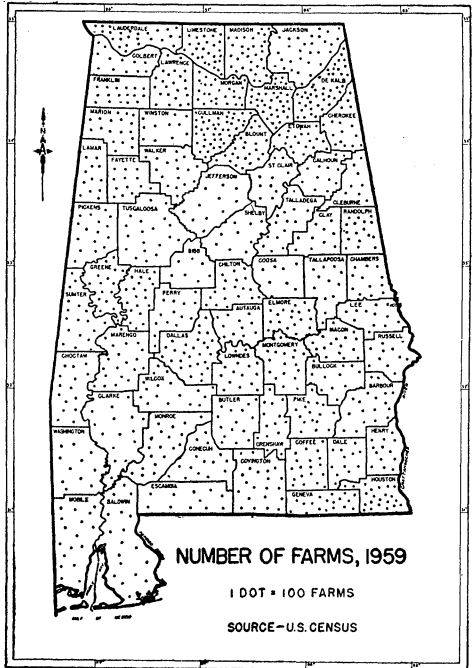 LAUDERDALE
LIMESTONE
MADISON
JACKSON
COLBERT
LAWRENCE
FRANKLIN
MORGAN
MARSHALL
DE KALB
MARION
WINSTON
CULLMAN
BLOUNT
ETOWAH
CHEROKEE
LAMAR
FAYETTE
WALKER
JEFFERSON
ST CLAIR
CALHOUN
TALLADEGA
CLEBURNE
PICKENS
TUSCALOOSA
SHELBY
CLAY
RANDOLPH
BIBB
GREENE
HALE
CHILTON
COOSA
TALLAPOOSA
CHAMBERS
SUMTER
PERRY
AUTAUGA
ELMORE
LEE
MARENGO
DALLAS
MACON
RUSSELL
CHOCTAW
LOWNDES
MONTGOMERY
BULLOCK
WILCOX
BARBOUR
CLARKE
BUTLER
PIKE
MONROE
WASHINGTON
CONECUH
CRENSHAW
COFFEE
DALE
HENRY
COVINGTON
ESCAMBIA
GENEVA
HOUSTON
MOBILE
BALDWIN
NUMBER OF FARMS, 1959
1 DOT = 100 FARMS
SOURCE-U.S. CENSUS
GULF OF MEXICO